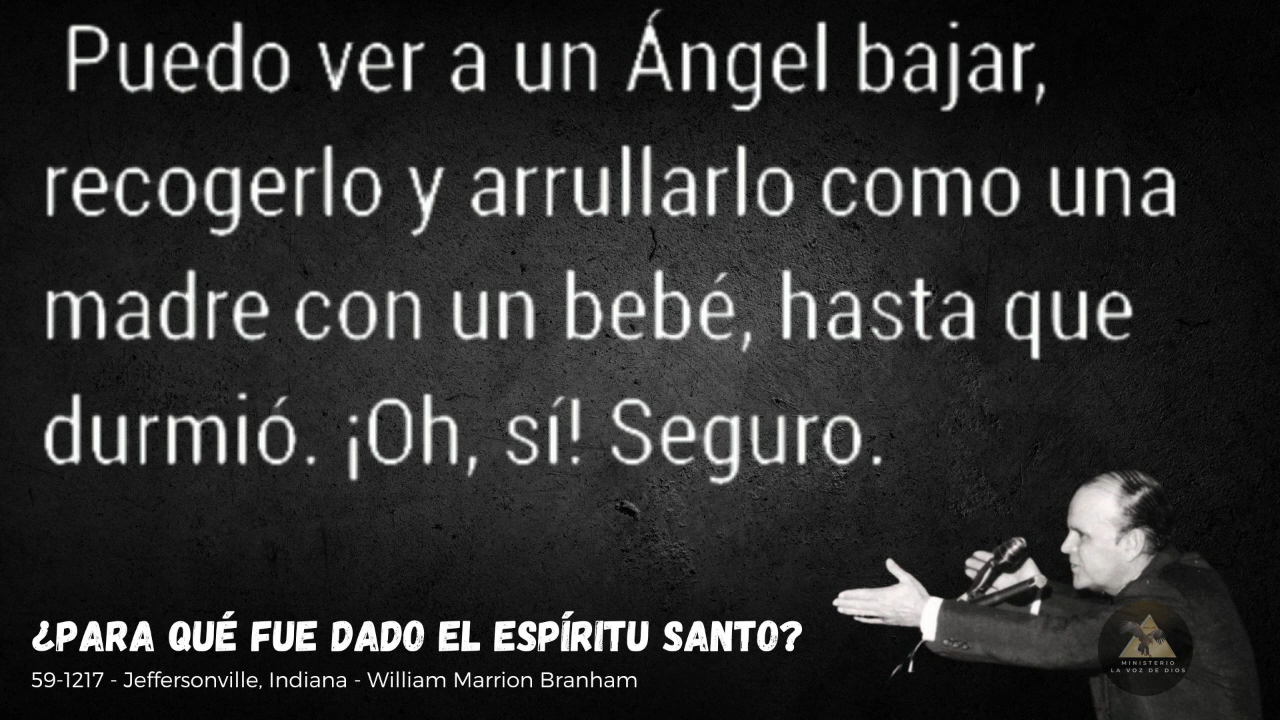 Puedo ver a un Ángel bajar,
recogerlo y arrullarlo como una
madre con un bebé, hasta que
durmió. ¡Oh, sí! Seguro.
¿PARA QUÉ FUE DADO EL ESPÍRITU SANTO?
59-1217 - Jeffersonville, Indiana - William Marrion Branham
MINISTERIO
LA VOZ DE DIOS